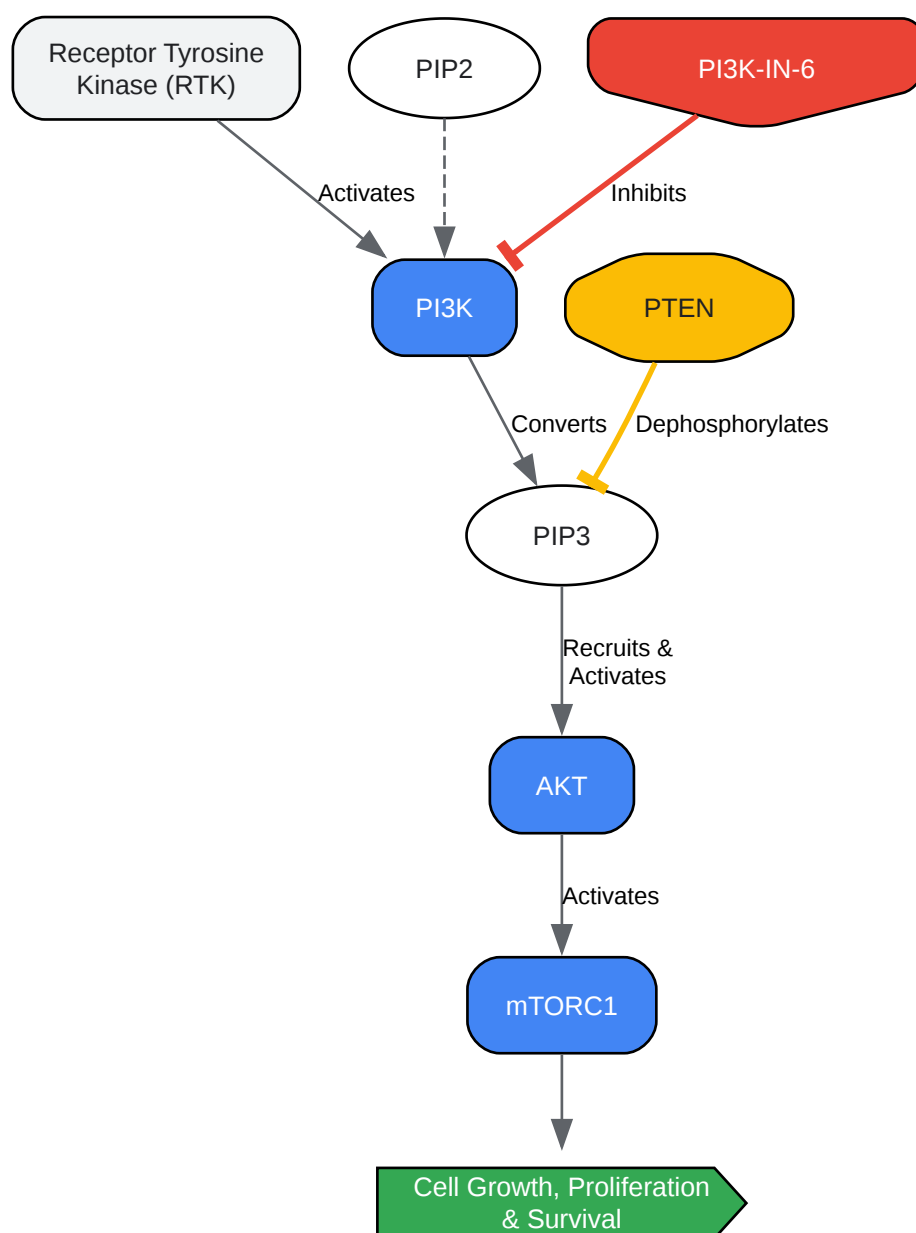 Receptor Tyrosine
Kinase (RTK)
PIP2
PI3K-IN-6
Activates
Inhibits
PI3K
PTEN
Converts
Dephosphorylates
PIP3
Recruits &
Activates
AKT
Activates
mTORC1
Cell Growth, Proliferation
& Survival